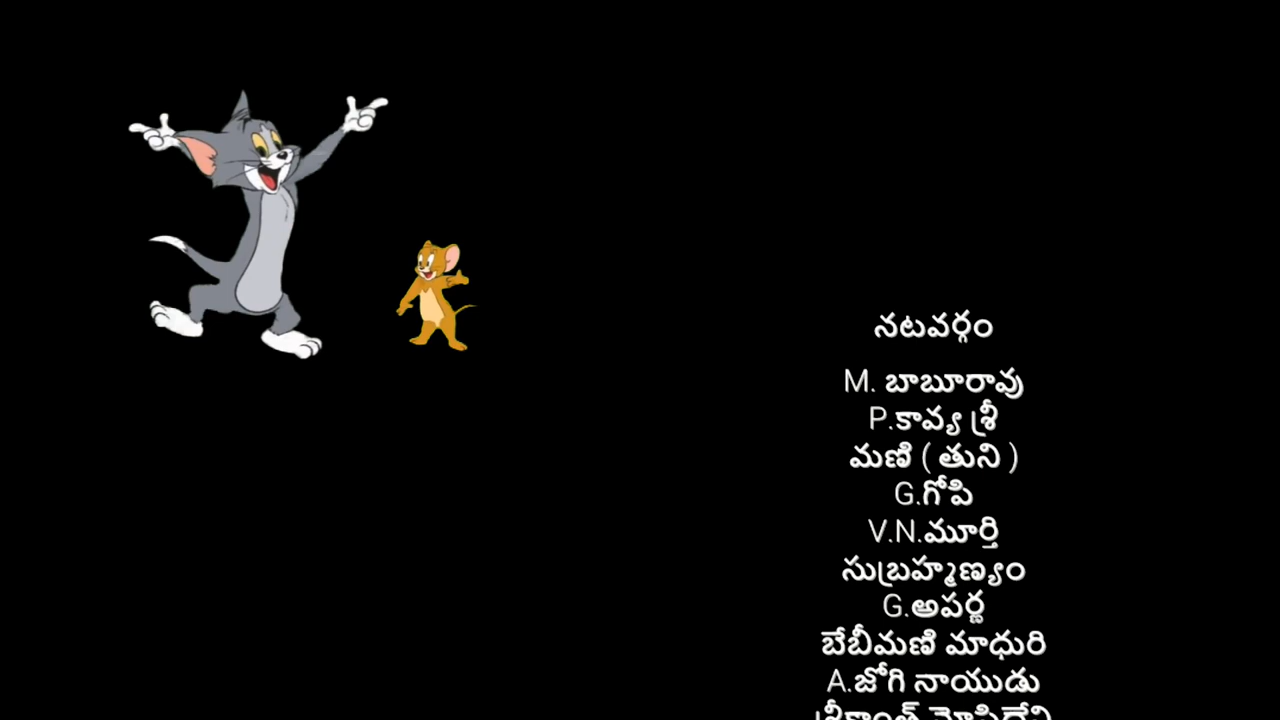 నటవర్గం
M. బాబూరావు
P.కావ్య శ్రీ
మణి ( తుని )
G.గోపి
V.N.మూర్తి
సుబ్రహ్మణ్యం
G.అపర్ణ
బేబీమణి మాధురి
A.జోగి నాయుడు
శ్రీకాంత్